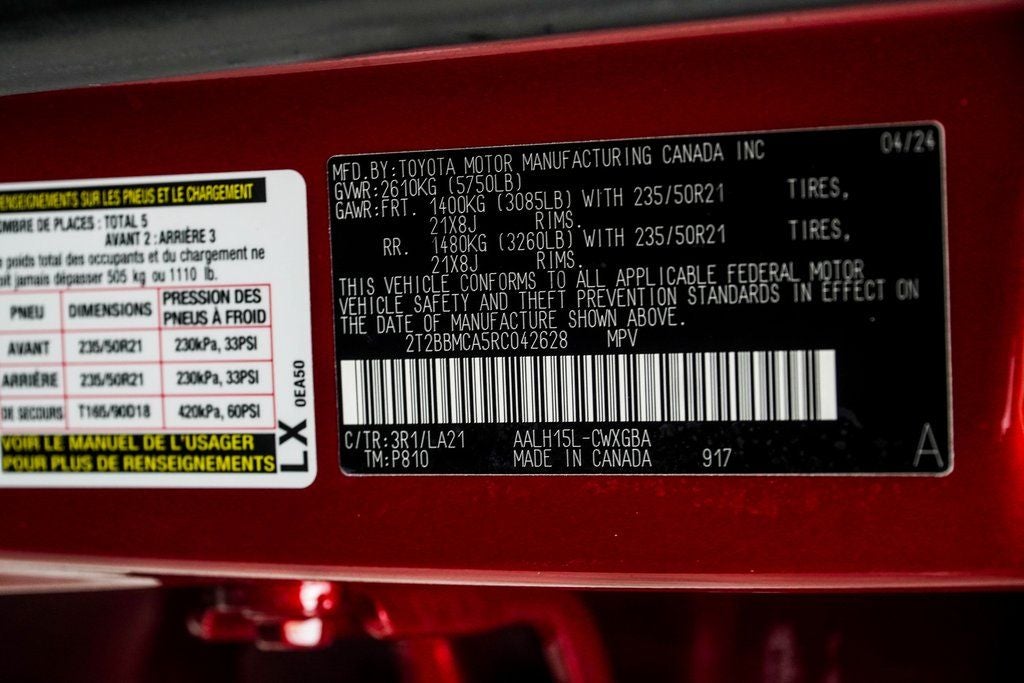 RENSEIGNEMENTS SUR LES PNEUS ET LE CHARGEMENT
NOMBRE DE PLACES : TOTAL 5
AVANT 2 : ARRIÈRE 3
poids total des occupants et du chargement ne
doit jamais dépasser 505 kg ou 1110 lb.
PNEU DIMENSIONS PRESSION DES PNEUS À FROID
AVANT 235/50R21 230kPa, 33PSI
ARRIÈRE 235/50R21 230kPa, 33PSI
DE SECOURS T165/90D18 420kPa, 60PSI
VOIR LE MANUEL DE L'USAGER
POUR PLUS DE RENSEIGNEMENTS
LX 0EA50
04/24
MFD.BY:TOYOTA MOTOR MANUFACTURING CANADA INC
GVWR:2610KG (5750LB)
GAWR:FRT. 1400KG (3085LB) WITH 235/50R21 TIRES,
21X8J RIMS.
RR. 1480KG (3260LB) WITH 235/50R21 TIRES,
21X8J RIMS.
THIS VEHICLE CONFORMS TO ALL APPLICABLE FEDERAL MOTOR
VEHICLE SAFETY AND THEFT PREVENTION STANDARDS IN EFFECT ON
THE DATE OF MANUFACTURE SHOWN ABOVE.
2T2BBMCA5RC042628 MPV
C/TR:3R1/LA21 AALH15L-CWXGBA
TM:P810 MADE IN CANADA 917 A